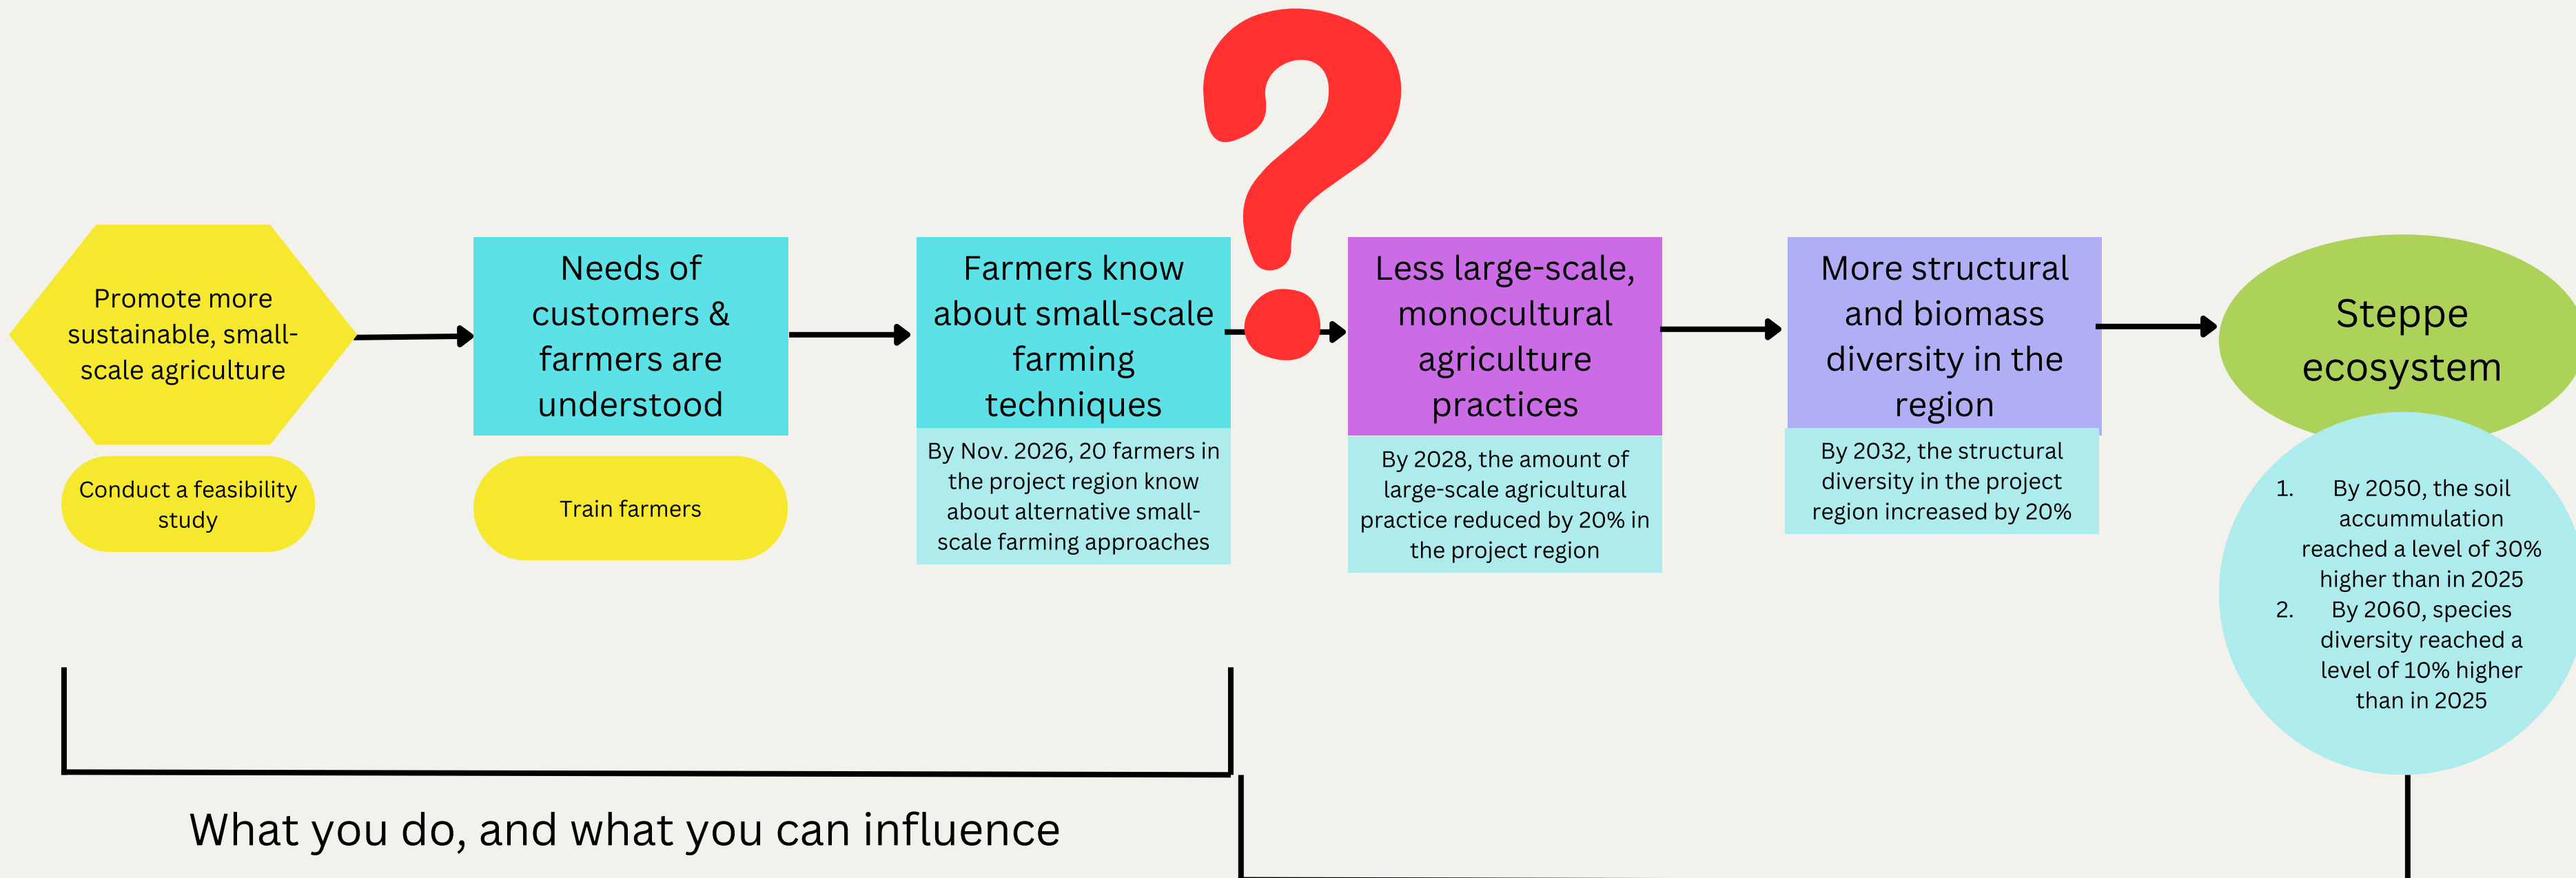 Promote more
sustainable, small-
scale agriculture
Conduct a feasibility
study
Needs of
customers &
farmers are
understood
Train farmers
Farmers know
about small-scale
farming
techniques
By Nov. 2026, 20 farmers in
the project region know
about alternative small-
scale farming approaches
?
Less large-scale,
monocultural
agriculture
practices
By 2028, the amount of
large-scale agricultural
practice reduced by 20% in
the project region
More structural
and biomass
diversity in the
region
By 2032, the structural
diversity in the project
region increased by 20%
Steppe
ecosystem
1. By 2050, the soil
accummulation
reached a level of 30%
higher than in 2025
2. By 2060, species
diversity reached a
level of 10% higher
than in 2025
What you do, and what you can influence